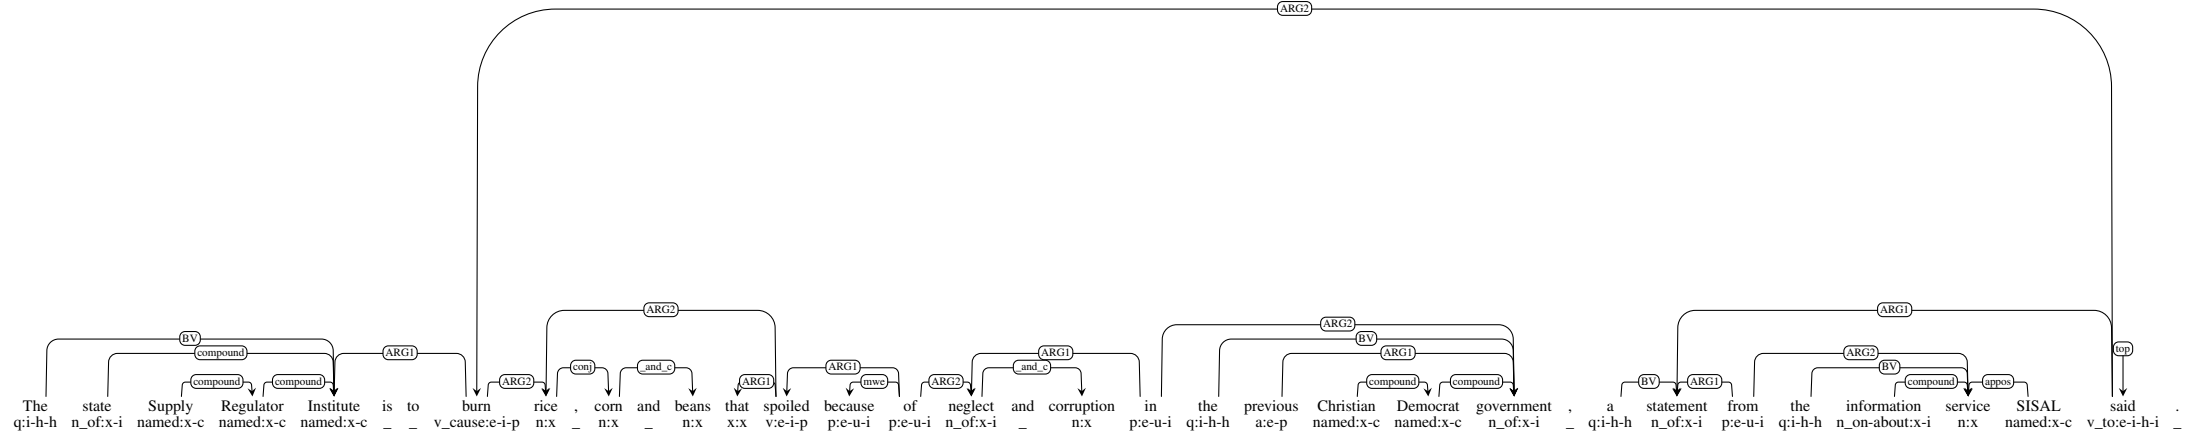 ARG2
ARG2 ARG1
ARG2
BV BV
compound ARG1 ARG1 ARG1 top
conj _and_c ARG1 _and_c ARG2 BV
compound compound ARG2 ARG1 mwe ARG2 compound compound BV ARG1 compound appos
The state Supply Regulator Institute is to burn rice , corn and beans that spoiled because of neglect and corruption in the previous Christian Democrat government , a statement from the information service SISAL said .
q:i-h-h n_of:x-i named:x-c named:x-c named:x-c _ _ v_cause:e-i-p n:x _ n:x _ n:x x:x v:e-i-p p:e-u-i p:e-u-i n_of:x-i _ n:x p:e-u-i q:i-h-h a:e-p named:x-c named:x-c n_of:x-i _ q:i-h-h n_of:x-i p:e-u-i q:i-h-h n_on-about:x-i n:x named:x-c v_to:e-i-h-i _